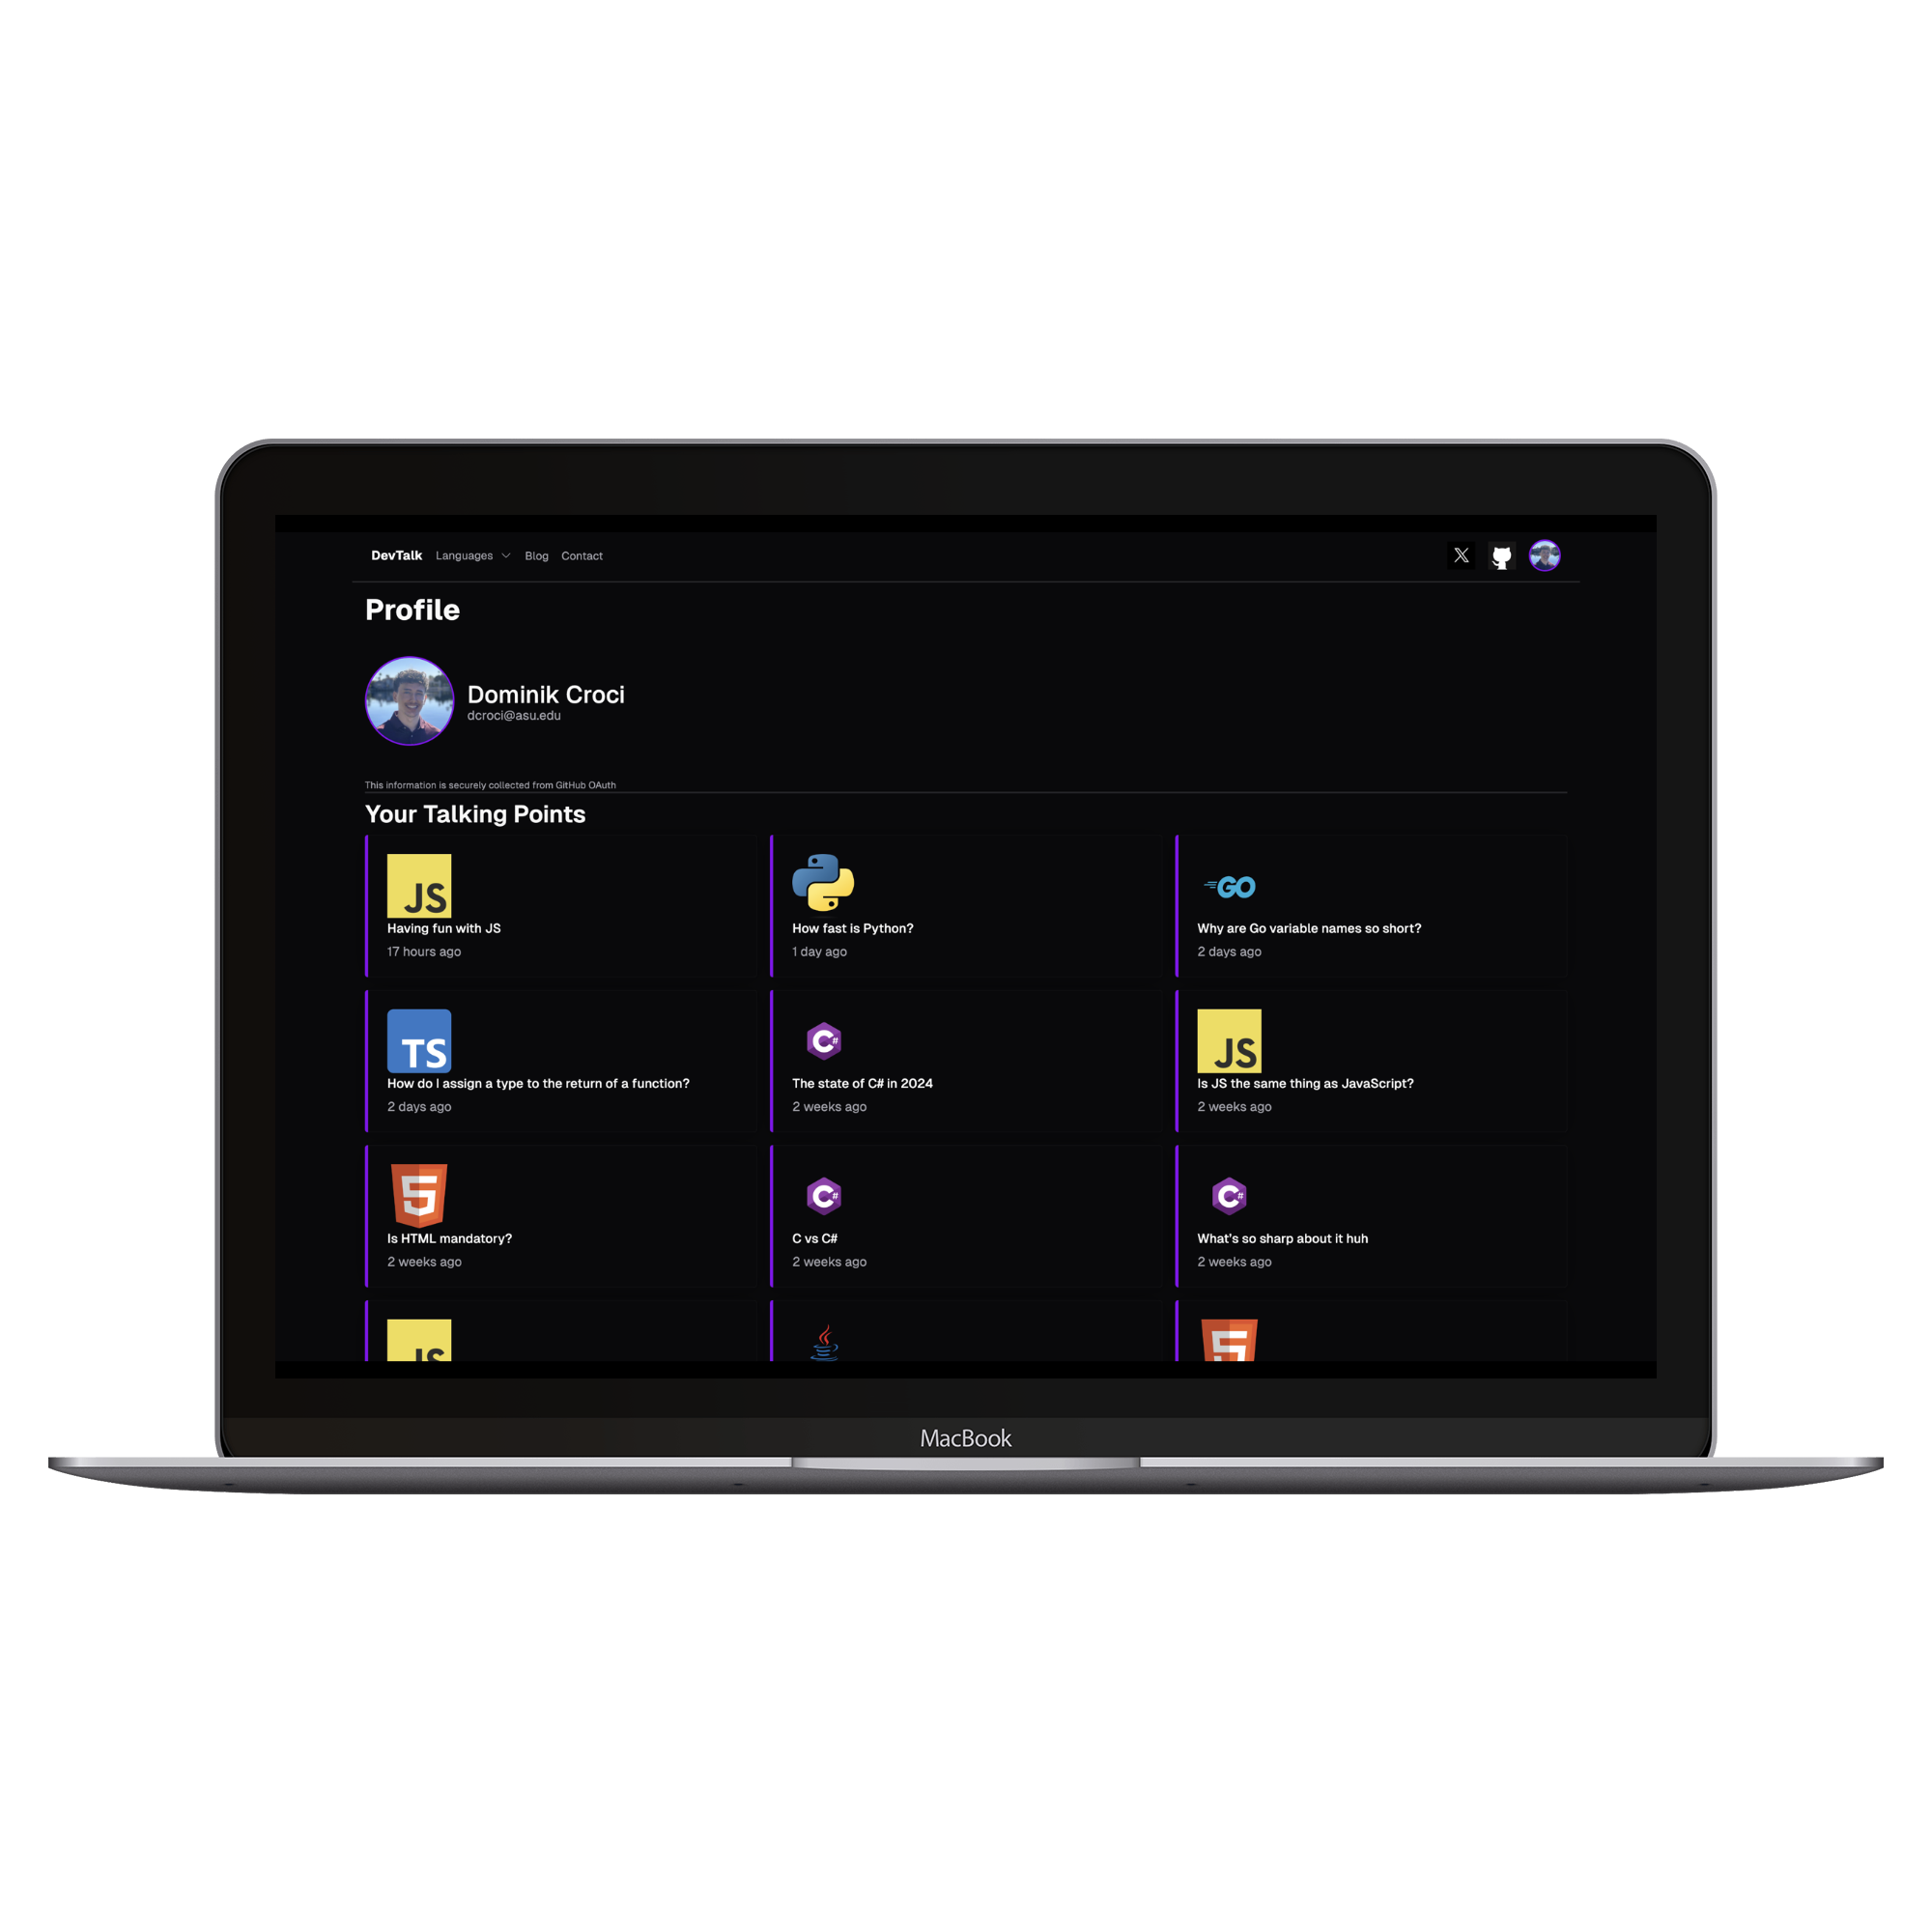 DevTalk Languages Blog Contact
Profile
Dominik Croci
dcroci@asu.edu
This information is securely collected from GitHub OAuth
Your Talking Points
JS
Having fun with JS
17 hours ago
How fast is Python?
1 day ago
GO
Why are Go variable names so short?
2 days ago
TS
How do I assign a type to the return of a function?
2 days ago
C#
The state of C# in 2024
2 weeks ago
JS
Is JS the same thing as JavaScript?
2 weeks ago
5
Is HTML mandatory?
2 weeks ago
C#
C vs C#
2 weeks ago
C#
What's so sharp about it huh
2 weeks ago
JS
5
MacBook